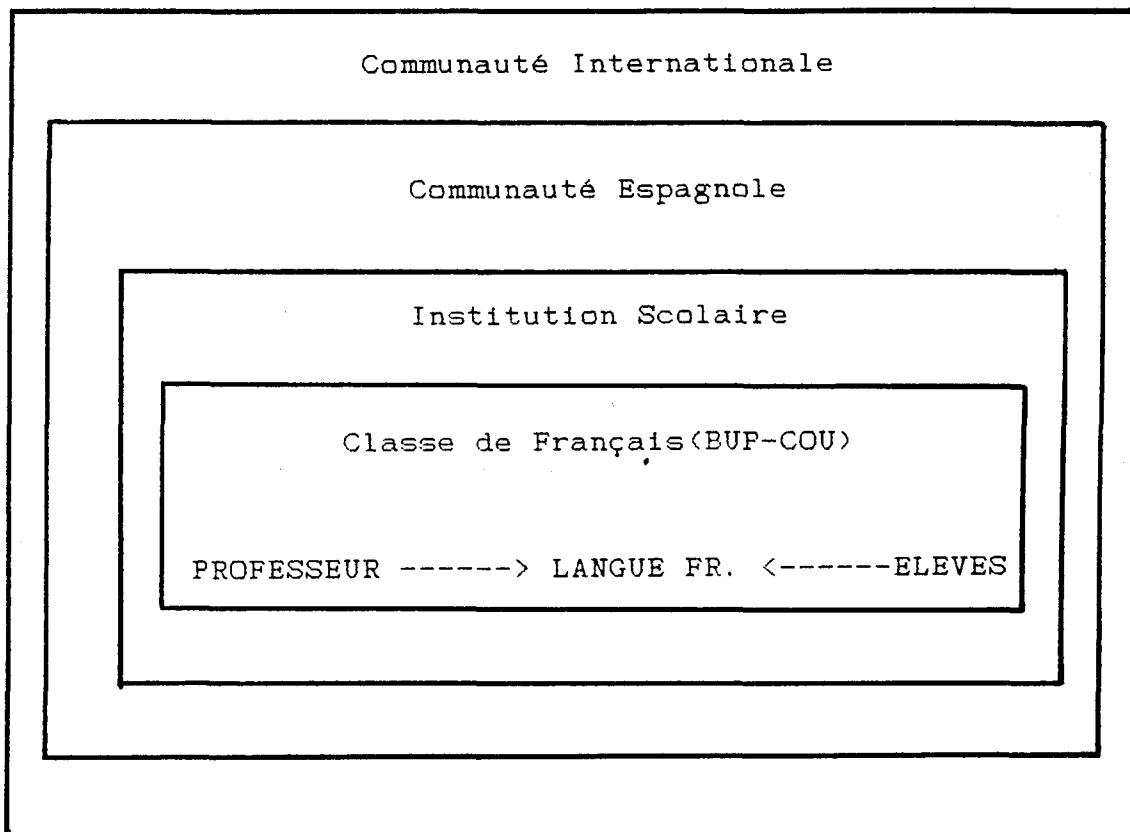 Communauté Internationale
Communauté Espagnole
Institution Scolaire
Classe de Français(BUP-COU)
PROFESSEUR ------> LANGUE FR. <------ELEVES